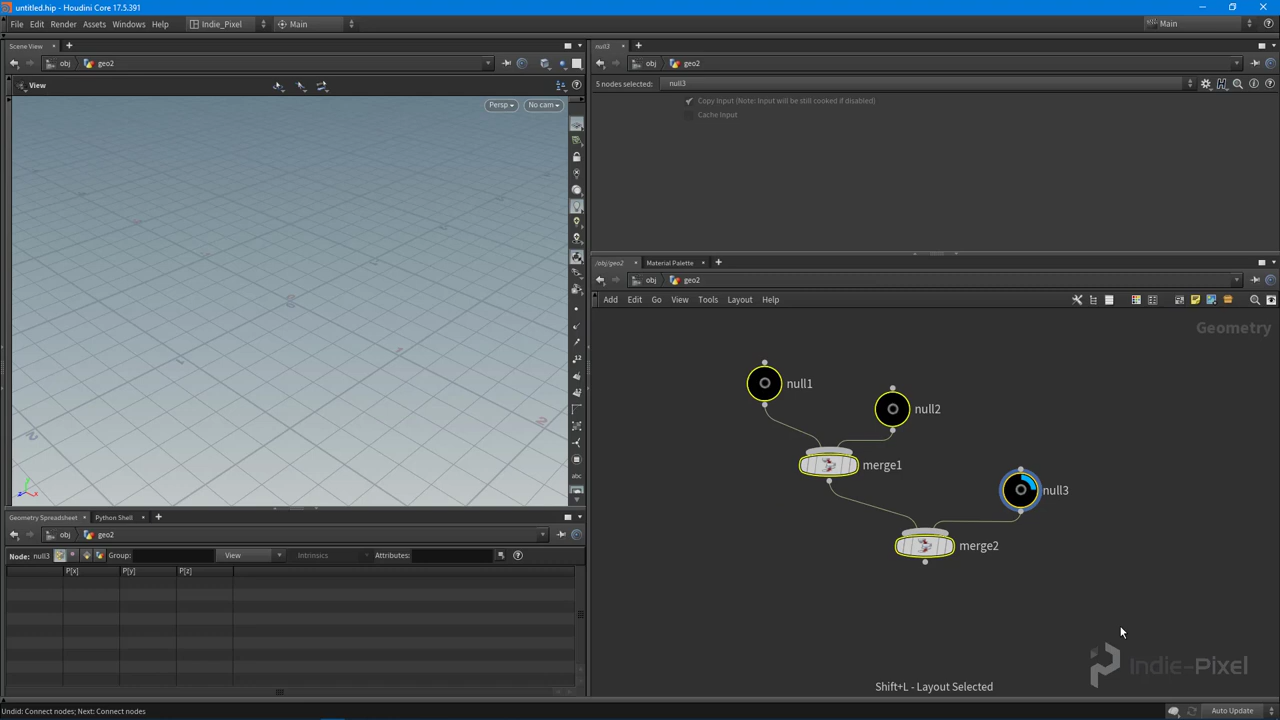 untitled.hip - Houdini Core 17.5.391
File Edit Render Assets Windows Help Indie_Pixel Main Main
Scene View
obj geo2
View
Persp No cam
null3
obj geo2
5 nodes selected: null3
Copy Input (Note: Input will be still cooked if disabled)
Cache Input
/obj/geo2 Material Palette
obj geo2
Add Edit Go View Tools Layout Help
Geometry
null1
null2
merge1
null3
merge2
Indie-Pixel
Shift+L - Layout Selected
12
abc
Geometry Spreadsheet Python Shell
obj geo2
Node: null3 Group: View Intrinsics Attributes:
P[x] P[y] P[z]
Undid: Connect nodes; Next: Connect nodes
Auto Update